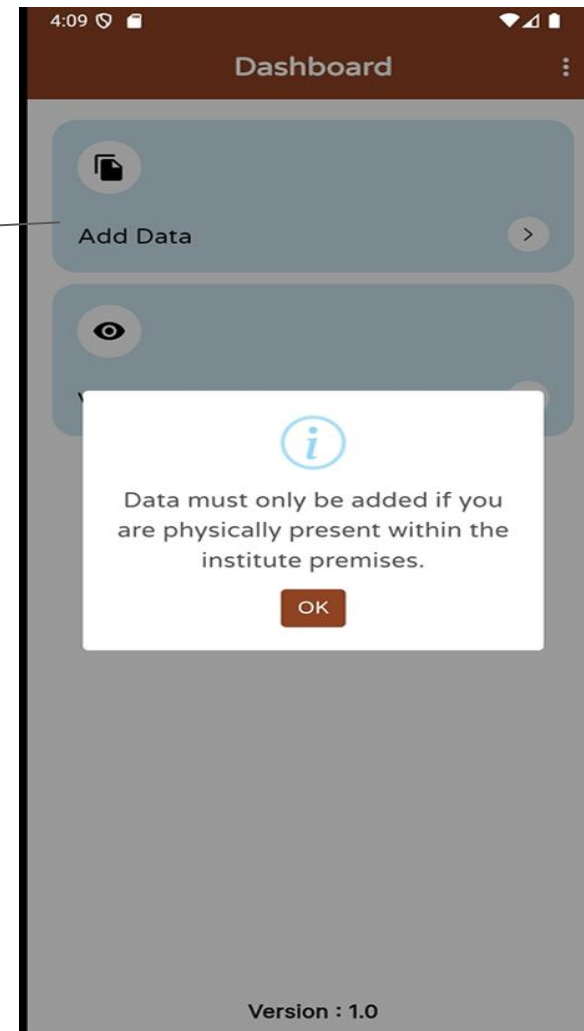 4:09
Dashboard
Add Data
Data must only be added if you
are physically present within the
institute premises.
OK
Version : 1.0